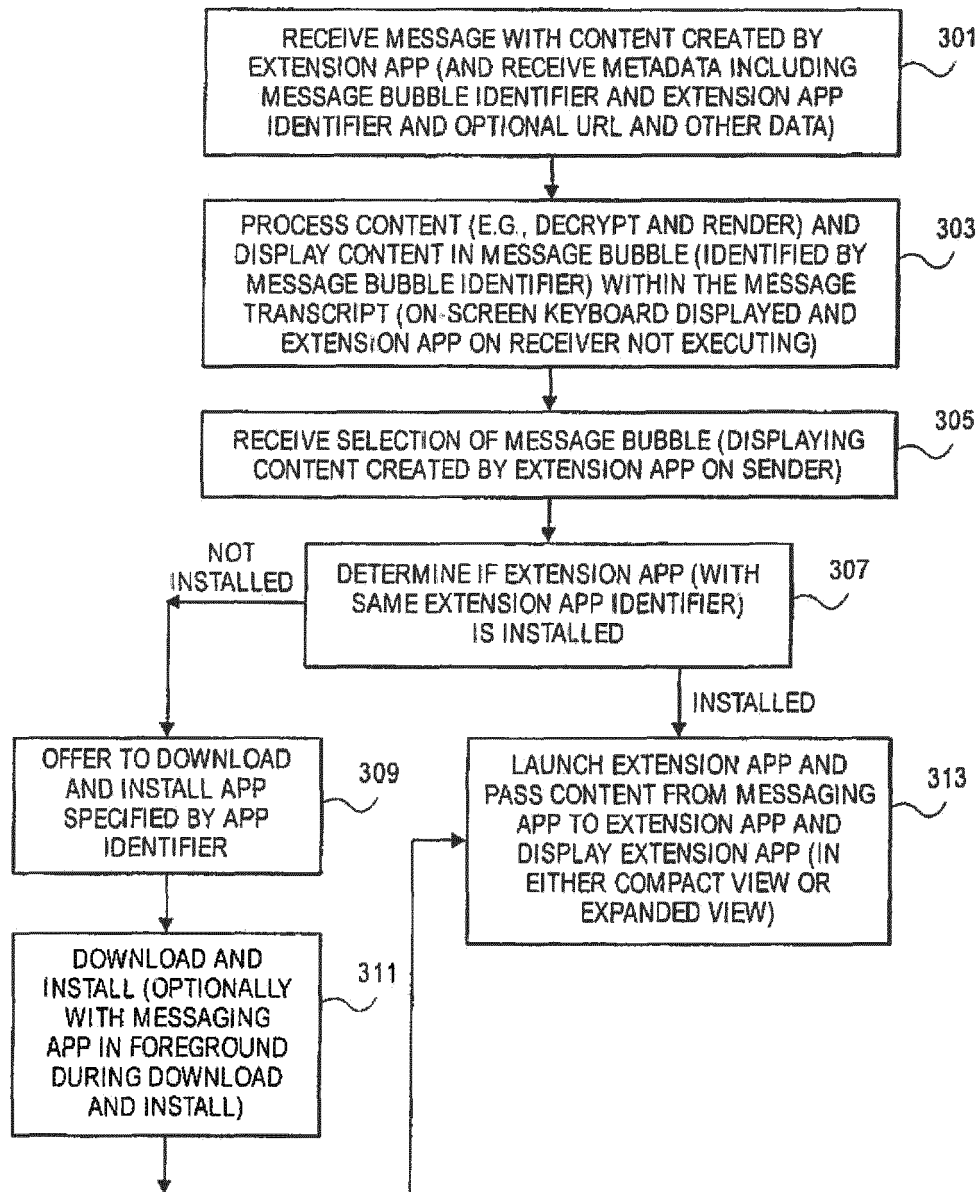 RECEIVE MESSAGE WITH CONTENT CREATED BY
EXTENSION APP (AND RECEIVE METADATA INCLUDING
MESSAGE BUBBLE IDENTIFIER AND EXTENSION APP
IDENTIFIER AND OPTIONAL URL AND OTHER DATA)
301
PROCESS CONTENT (E.G., DECRYPT AND RENDER) AND
DISPLAY CONTENT IN MESSAGE BUBBLE (IDENTIFIED BY
MESSAGE BUBBLE IDENTIFIER) WITHIN THE MESSAGE
TRANSCRIPT (ON-SCREEN KEYBOARD DISPLAYED AND
EXTENSION APP ON RECEIVER NOT EXECUTING)
303
RECEIVE SELECTION OF MESSAGE BUBBLE (DISPLAYING
CONTENT CREATED BY EXTENSION APP ON SENDER)
305
DETERMINE IF EXTENSION APP (WITH
SAME EXTENSION APP IDENTIFIER)
IS INSTALLED
307
NOT
INSTALLED
INSTALLED
OFFER TO DOWNLOAD
AND INSTALL APP
SPECIFIED BY APP
IDENTIFIER
309
LAUNCH EXTENSION APP AND
PASS CONTENT FROM MESSAGING
APP TO EXTENSION APP AND
DISPLAY EXTENSION APP (IN
EITHER COMPACT VIEW OR
EXPANDED VIEW)
313
DOWNLOAD AND
INSTALL (OPTIONALLY
WITH MESSAGING
APP IN FOREGROUND
DURING DOWNLOAD
AND INSTALL)
311